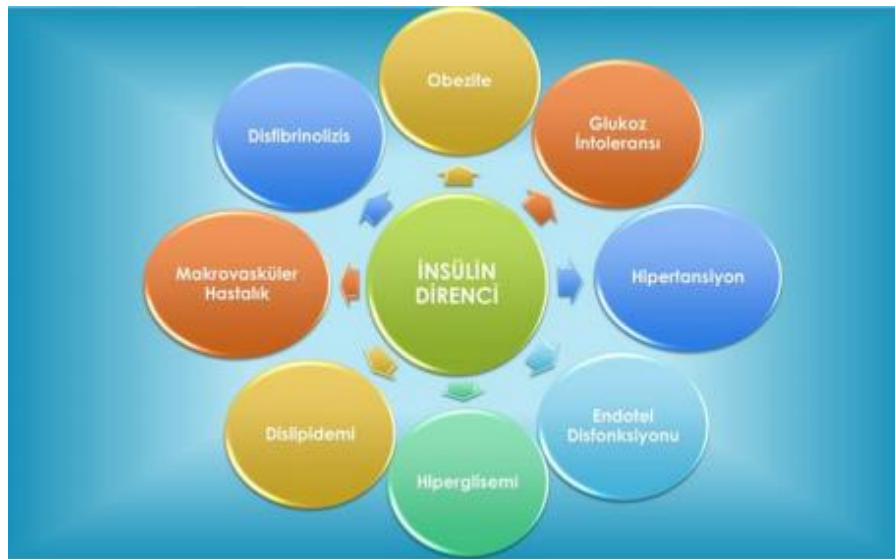 Obezite
Glukoz
İntoleransı
Hipertansiyon
Endotel
Disfonksiyonu
Hiperglisemi
Dislipidemi
Makrovasküler
Hastalık
Disfibrinolizis
İNSÜLİN
DİRENCİ